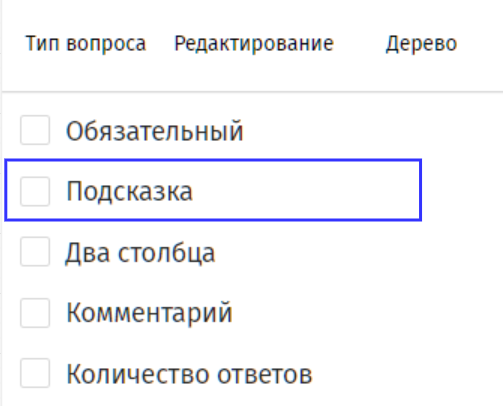 Тип вопроса Редактирование Дерево
Обязательный
Подсказка
Два столбца
Комментарий
Количество ответов